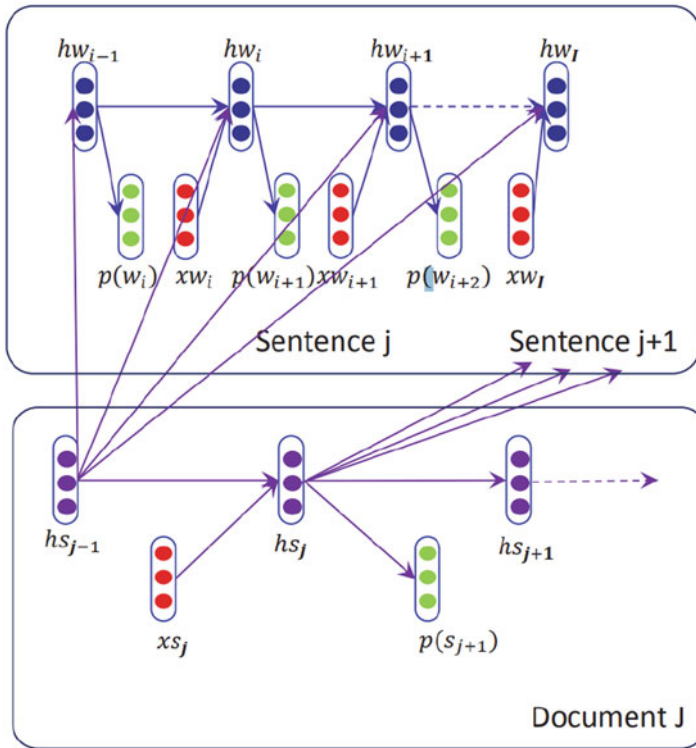 hw_{i−1} hw_i hw_{i+1} hw_I
p(w_i) xw_i p(w_{i+1}) xw_{i+1} p(w_{i+2}) xw_I
Sentence j Sentence j+1
hs_{j−1} hs_j hs_{j+1}
xs_j p(s_{j+1})
Document J